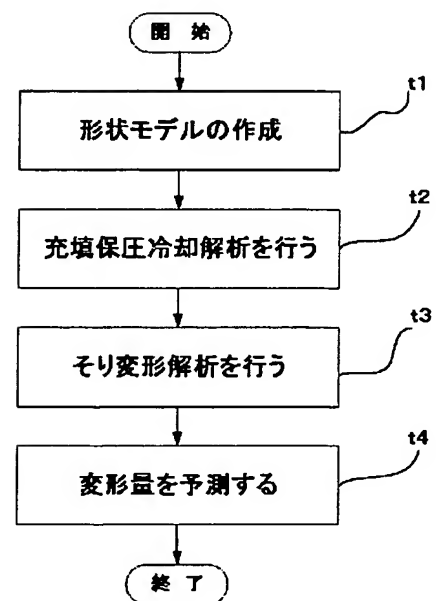 開 始
形状モデルの作成
t1
充填保圧冷却解析を行う
t2
そり変形解析を行う
t3
変形量を予測する
t4
終 了